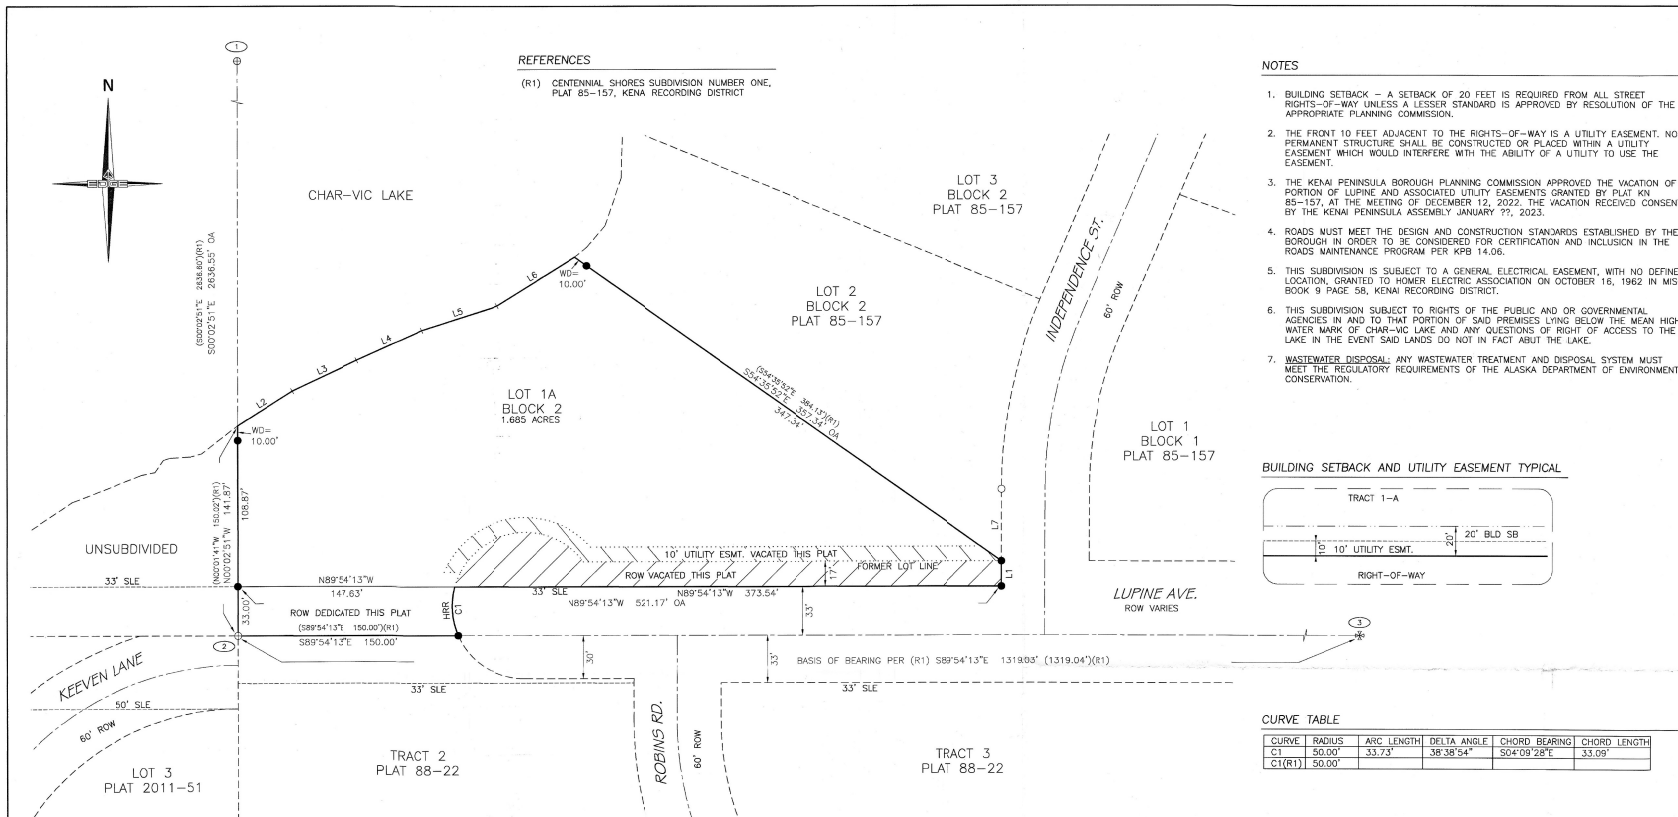 1
N
EDGE
REFERENCES
(R1) CENTENNIAL SHORES SUBDIVISION NUMBER ONE,
PLAT 85-157, KENA RECORDING DISTRICT
CHAR-VIC LAKE
(S00°02'51"E 2636.60')(R1)
S00°02'51"E 2636.55' OA
LOT 3
BLOCK 2
PLAT 85-157
LOT 2
BLOCK 2
PLAT 85-157
INDEPENDENCE ST.
60' ROW
WD=
10.00'
L6
L5
L4
L3
L2
WD=
10.00'
LOT 1A
BLOCK 2
1.685 ACRES
(S54°35'52"E 384.13')(R1)
S54°35'52"E 357.34' OA
347.34'
LOT 1
BLOCK 1
PLAT 85-157
(N00°01'41"W 150.02')(R1)
N00°02'51"W 141.87'
108.87'
UNSUBDIVIDED
L7
10' UTILITY ESMT. VACATED THIS PLAT
FORMER LOT LINE
ROW VACATED THIS PLAT
17'
L1
33' SLE
N89°54'13"W
147.63'
33' SLE
N89°54'13"W 373.54'
N89°54'13"W 521.17' OA
33.00'
ROW DEDICATED THIS PLAT
(S89°54'13"E 150.00')(R1)
S89°54'13"E 150.00'
HRR
C1
33'
LUPINE AVE.
ROW VARIES
2
3
30'
33'
BASIS OF BEARING PER (R1) S89°54'13"E 1319.03' (1319.04')(R1)
KEEVEN LANE
50' SLE
60' ROW
33' SLE
33' SLE
ROBINS RD.
60' ROW
LOT 3
PLAT 2011-51
TRACT 2
PLAT 88-22
TRACT 3
PLAT 88-22
NOTES
1. BUILDING SETBACK - A SETBACK OF 20 FEET IS REQUIRED FROM ALL STREET
RIGHTS-OF-WAY UNLESS A LESSER STANDARD IS APPROVED BY RESOLUTION OF THE
APPROPRIATE PLANNING COMMISSION.
2. THE FRONT 10 FEET ADJACENT TO THE RIGHTS-OF-WAY IS A UTILITY EASEMENT. NO
PERMANENT STRUCTURE SHALL BE CONSTRUCTED OR PLACED WITHIN A UTILITY
EASEMENT WHICH WOULD INTERFERE WITH THE ABILITY OF A UTILITY TO USE THE
EASEMENT.
3. THE KENAI PENINSULA BOROUGH PLANNING COMMISSION APPROVED THE VACATION OF
PORTION OF LUPINE AND ASSOCIATED UTILITY EASEMENTS GRANTED BY PLAT KN
85-157, AT THE MEETING OF DECEMBER 12, 2022. THE VACATION RECEIVED CONSEN
BY THE KENAI PENINSULA ASSEMBLY JANUARY ??, 2023.
4. ROADS MUST MEET THE DESIGN AND CONSTRUCTION STANDARDS ESTABLISHED BY THE
BOROUGH IN ORDER TO BE CONSIDERED FOR CERTIFICATION AND INCLUSION IN THE
ROADS MAINTENANCE PROGRAM PER KPB 14.06.
5. THIS SUBDIVISION IS SUBJECT TO A GENERAL ELECTRICAL EASEMENT, WITH NO DEFINE
LOCATION, GRANTED TO HOMER ELECTRIC ASSOCIATION ON OCTOBER 16, 1962 IN MIS
BOOK 9 PAGE 58, KENAI RECORDING DISTRICT.
6. THIS SUBDIVISION SUBJECT TO RIGHTS OF THE PUBLIC AND OR GOVERNMENTAL
AGENCIES IN AND TO THAT PORTION OF SAID PREMISES LYING BELOW THE MEAN HIGH
WATER MARK OF CHAR-VIC LAKE AND ANY QUESTIONS OF RIGHT OF ACCESS TO THE
LAKE IN THE EVENT SAID LANDS DO NOT IN FACT ABUT THE LAKE.
7. WASTEWATER DISPOSAL: ANY WASTEWATER TREATMENT AND DISPOSAL SYSTEM MUST
MEET THE REGULATORY REQUIREMENTS OF THE ALASKA DEPARTMENT OF ENVIRONMENT
CONSERVATION.
BUILDING SETBACK AND UTILITY EASEMENT TYPICAL
TRACT 1-A
20' BLD SB
20'
10'
10' UTILITY ESMT.
RIGHT-OF-WAY
CURVE TABLE
CURVE RADIUS ARC LENGTH DELTA ANGLE CHORD BEARING CHORD LENGTH
C1 50.00' 33.73' 38°38'54" S04°09'28"E 33.09'
C1(R1) 50.00'